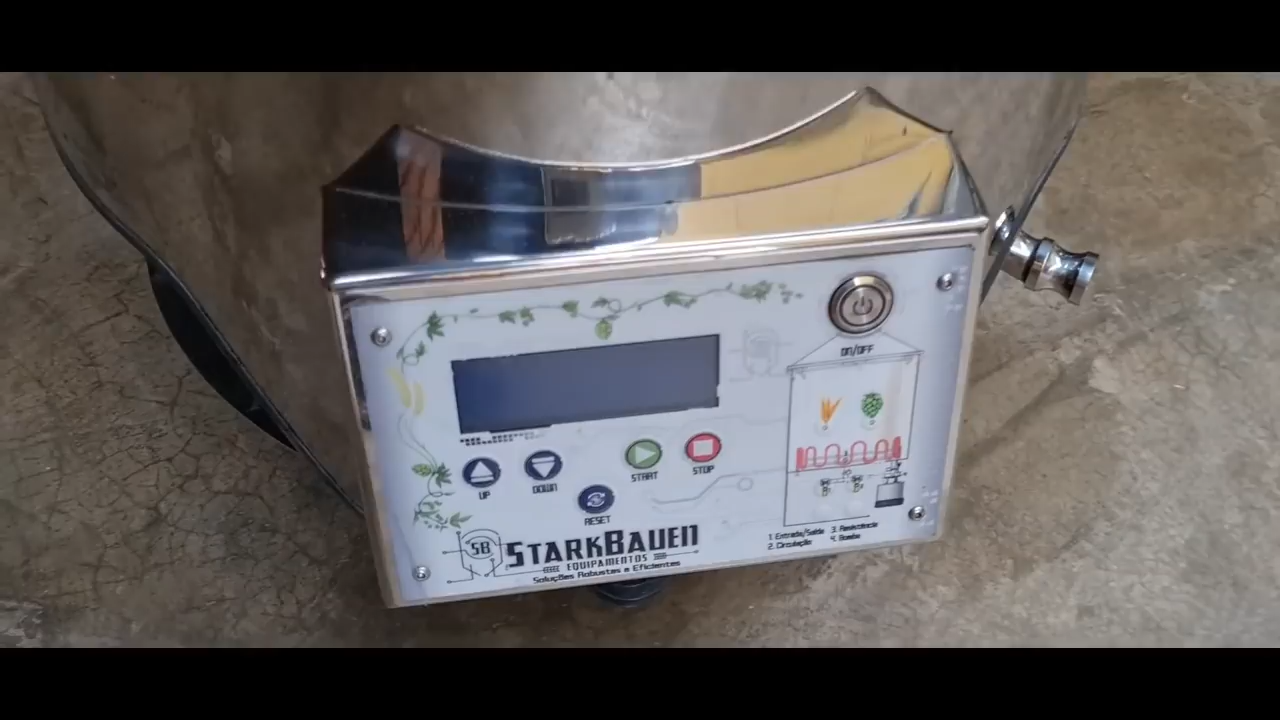 ON/OFF
START
STOP
UP
DOWN
RESET
SB
STARKBAUEN
EQUIPAMENTOS
Soluções Robustas e Eficientes
1. Entrada/Saída 3. Resistência
2. Circulação 4. Bomba